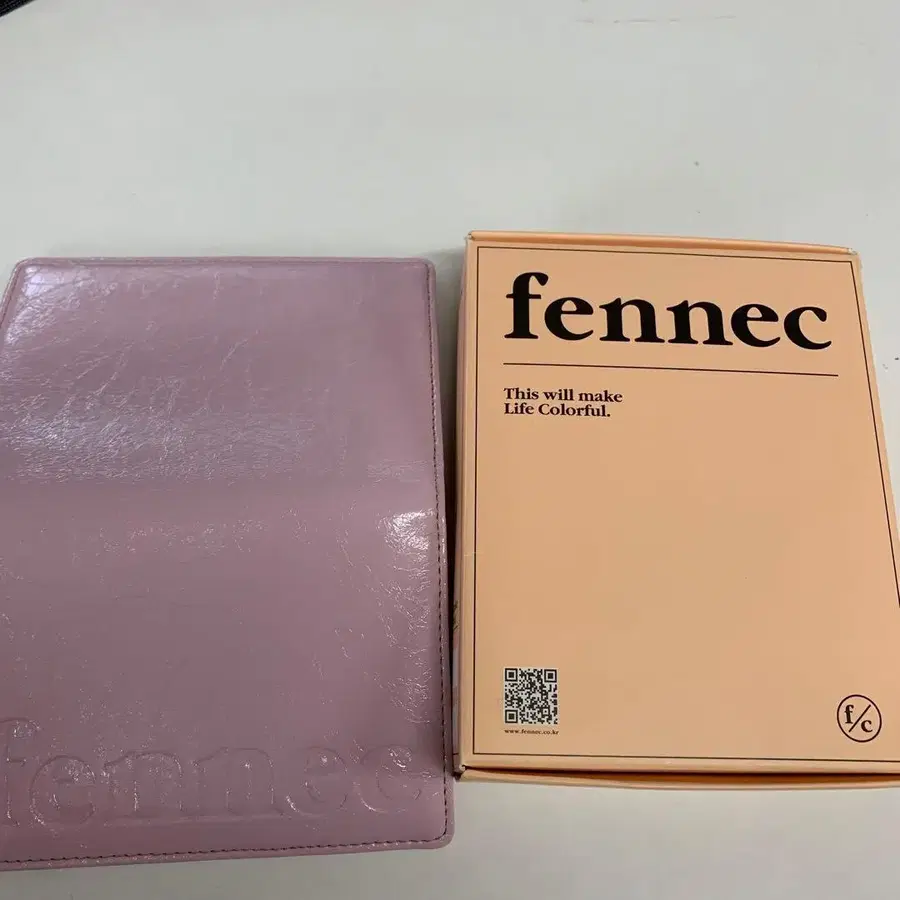 fennec
fennec
This will make
Life Colorful.
www.fennec.co.kr
f/c